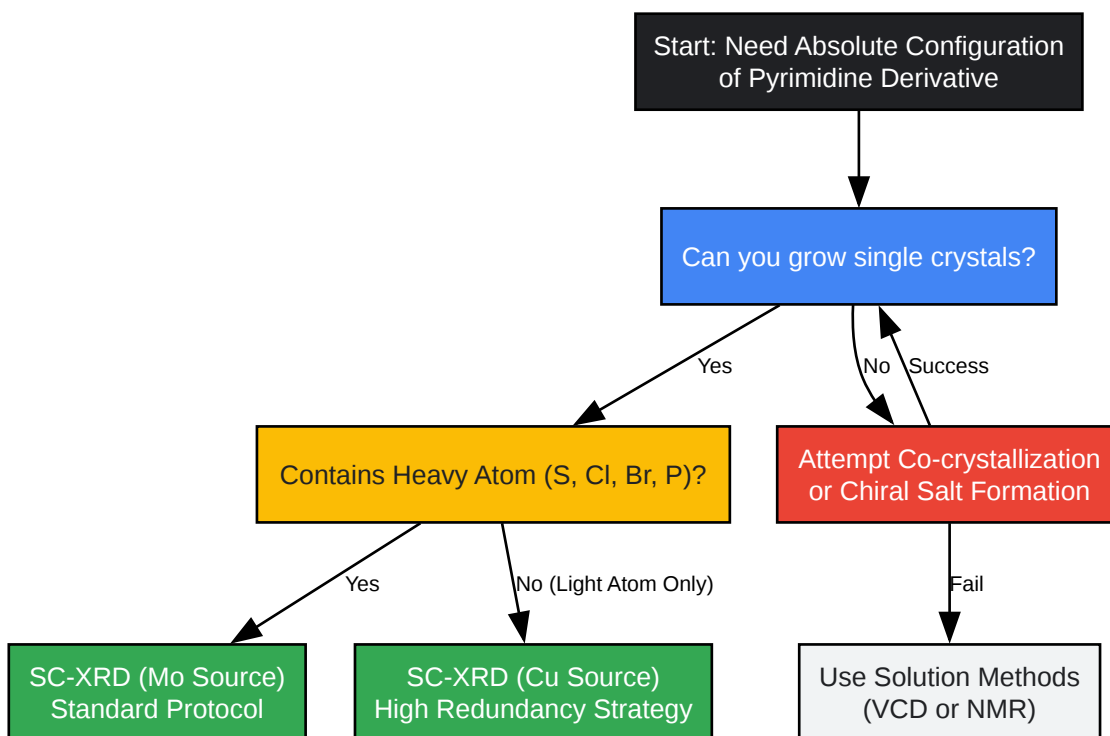 Start: Need Absolute Configuration
of Pyrimidine Derivative
Can you grow single crystals?
Yes
No
Success
Contains Heavy Atom (S, Cl, Br, P)?
Attempt Co-crystallization
or Chiral Salt Formation
Yes
No (Light Atom Only)
Fail
SC-XRD (Mo Source)
Standard Protocol
SC-XRD (Cu Source)
High Redundancy Strategy
Use Solution Methods
(VCD or NMR)